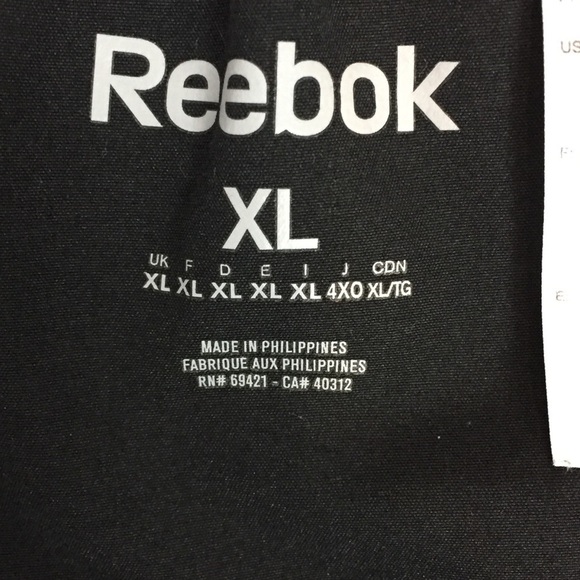 Reebok
XL
UK F D E I J CDN
XL XL XL XL XL 4XO XL/TG
MADE IN PHILIPPINES
FABRIQUE AUX PHILIPPINES
RN# 69421 - CA# 40312
US